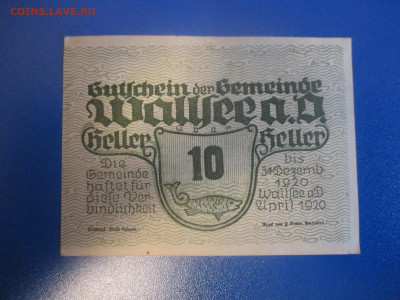 COINS.LAVE.RU
Gutschein der Gemeinde
Wallsee a. D.
über
Heller 10 Heller
Die
Gemeinde
haftet für
diese Ver-
bindlichkeit
bis
31. Dezemb.
1920
Wallsee a/D
April 1920